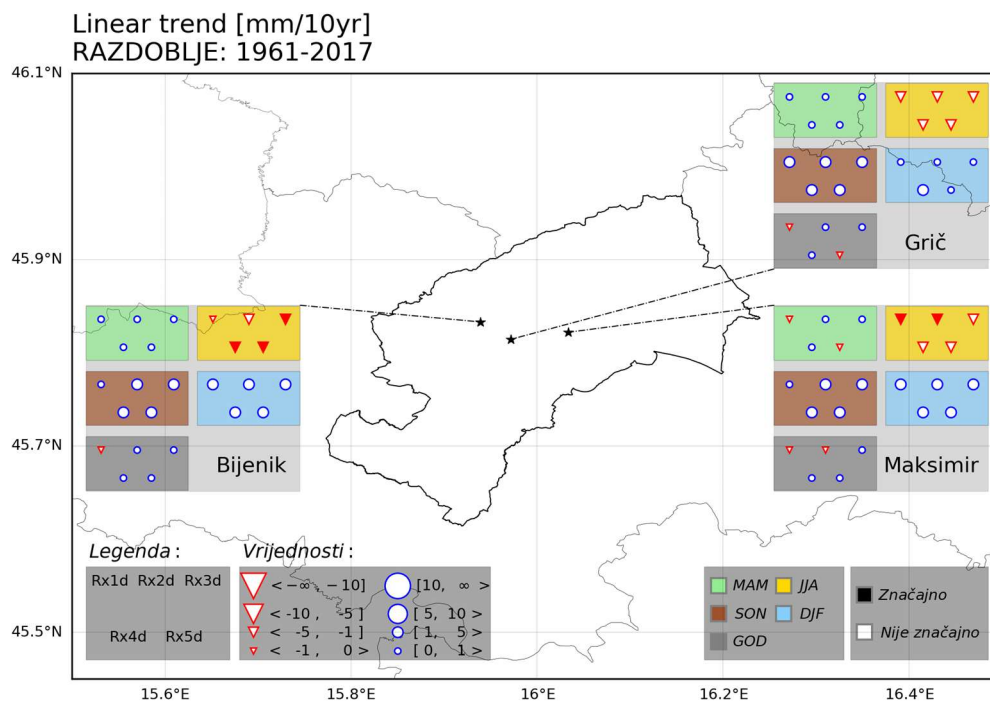 Linear trend [mm/10yr]
RAZDOBLJE: 1961-2017
46.1°N
45.9°N
45.7°N
45.5°N
Grič
Bijenik
Maksimir
Legenda :
Rx1d Rx2d Rx3d
Rx4d Rx5d
Vrijednosti :
< −∞ −10] [10, ∞ >
< -10 , -5 ] [ 5, 10 >
< -5 , -1 ] [ 1, 5 >
< -1 , 0 > [ 0, 1 >
MAM JJA
SON DJF
GOD
Značajno
Nije značajno
15.6°E 15.8°E 16°E 16.2°E 16.4°E